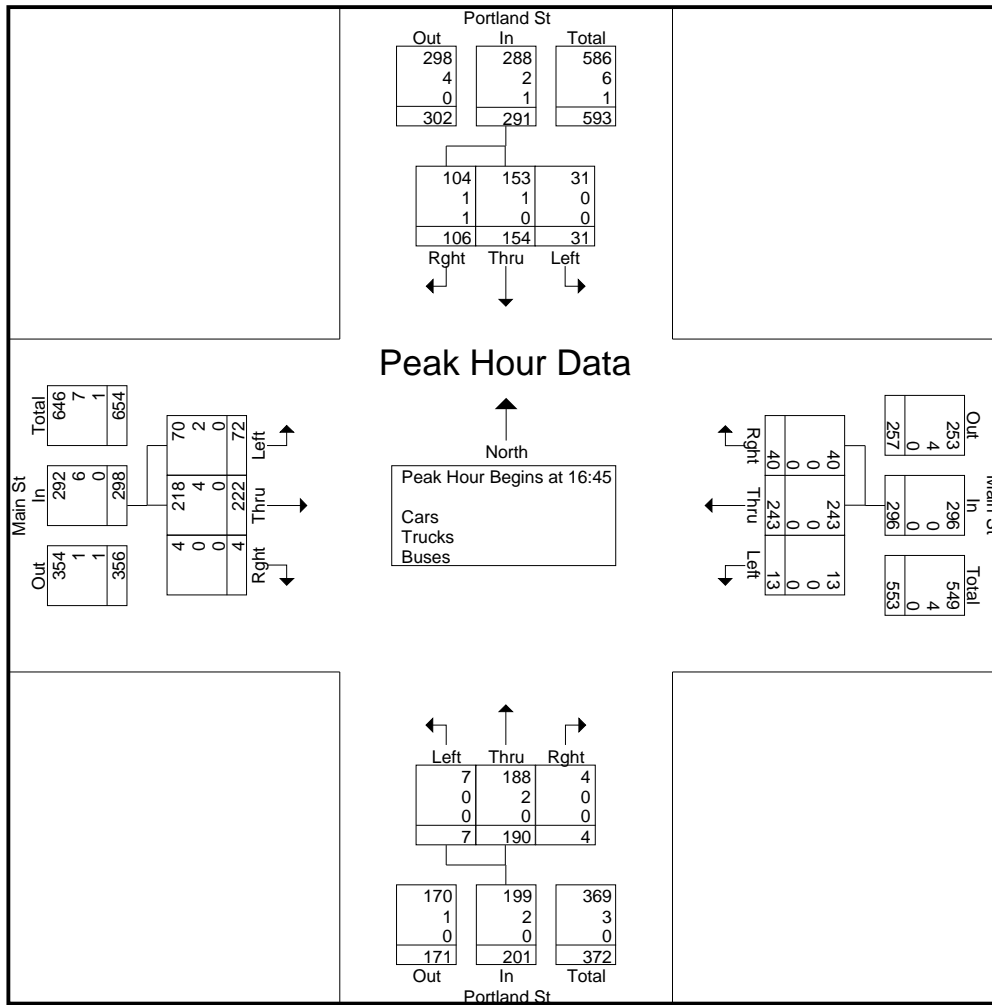 Portland St
Out In Total
298 288 586
4 2 6
0 1 1
302 291 593
104 153 31
1 1 0
1 0 0
106 154 31
Rght Thru Left
Peak Hour Data
North
Peak Hour Begins at 16:45
Cars
Trucks
Buses
Main St
Out In Total
354 292 646
1 6 7
1 0 1
356 298 654
Rght Thru Left
4 218 70
0 4 2
0 0 0
4 222 72
Main St
Out In Total
253 296 549
4 0 4
0 0 0
257 296 553
40 243 13
0 0 0
0 0 0
40 243 13
Rght Thru Left
Left Thru Rght
7 188 4
0 2 0
0 0 0
7 190 4
170 199 369
1 2 3
0 0 0
171 201 372
Out In Total
Portland St